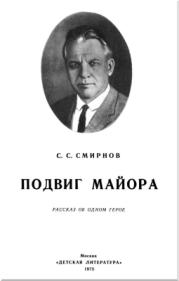 С. С. СМИРНОВ
ПОДВИГ МАЙОРА
РАССКАЗ ОБ ОДНОМ ГЕРОЕ
Москва
«ДЕТСКАЯ ЛИТЕРАТУРА»
1975